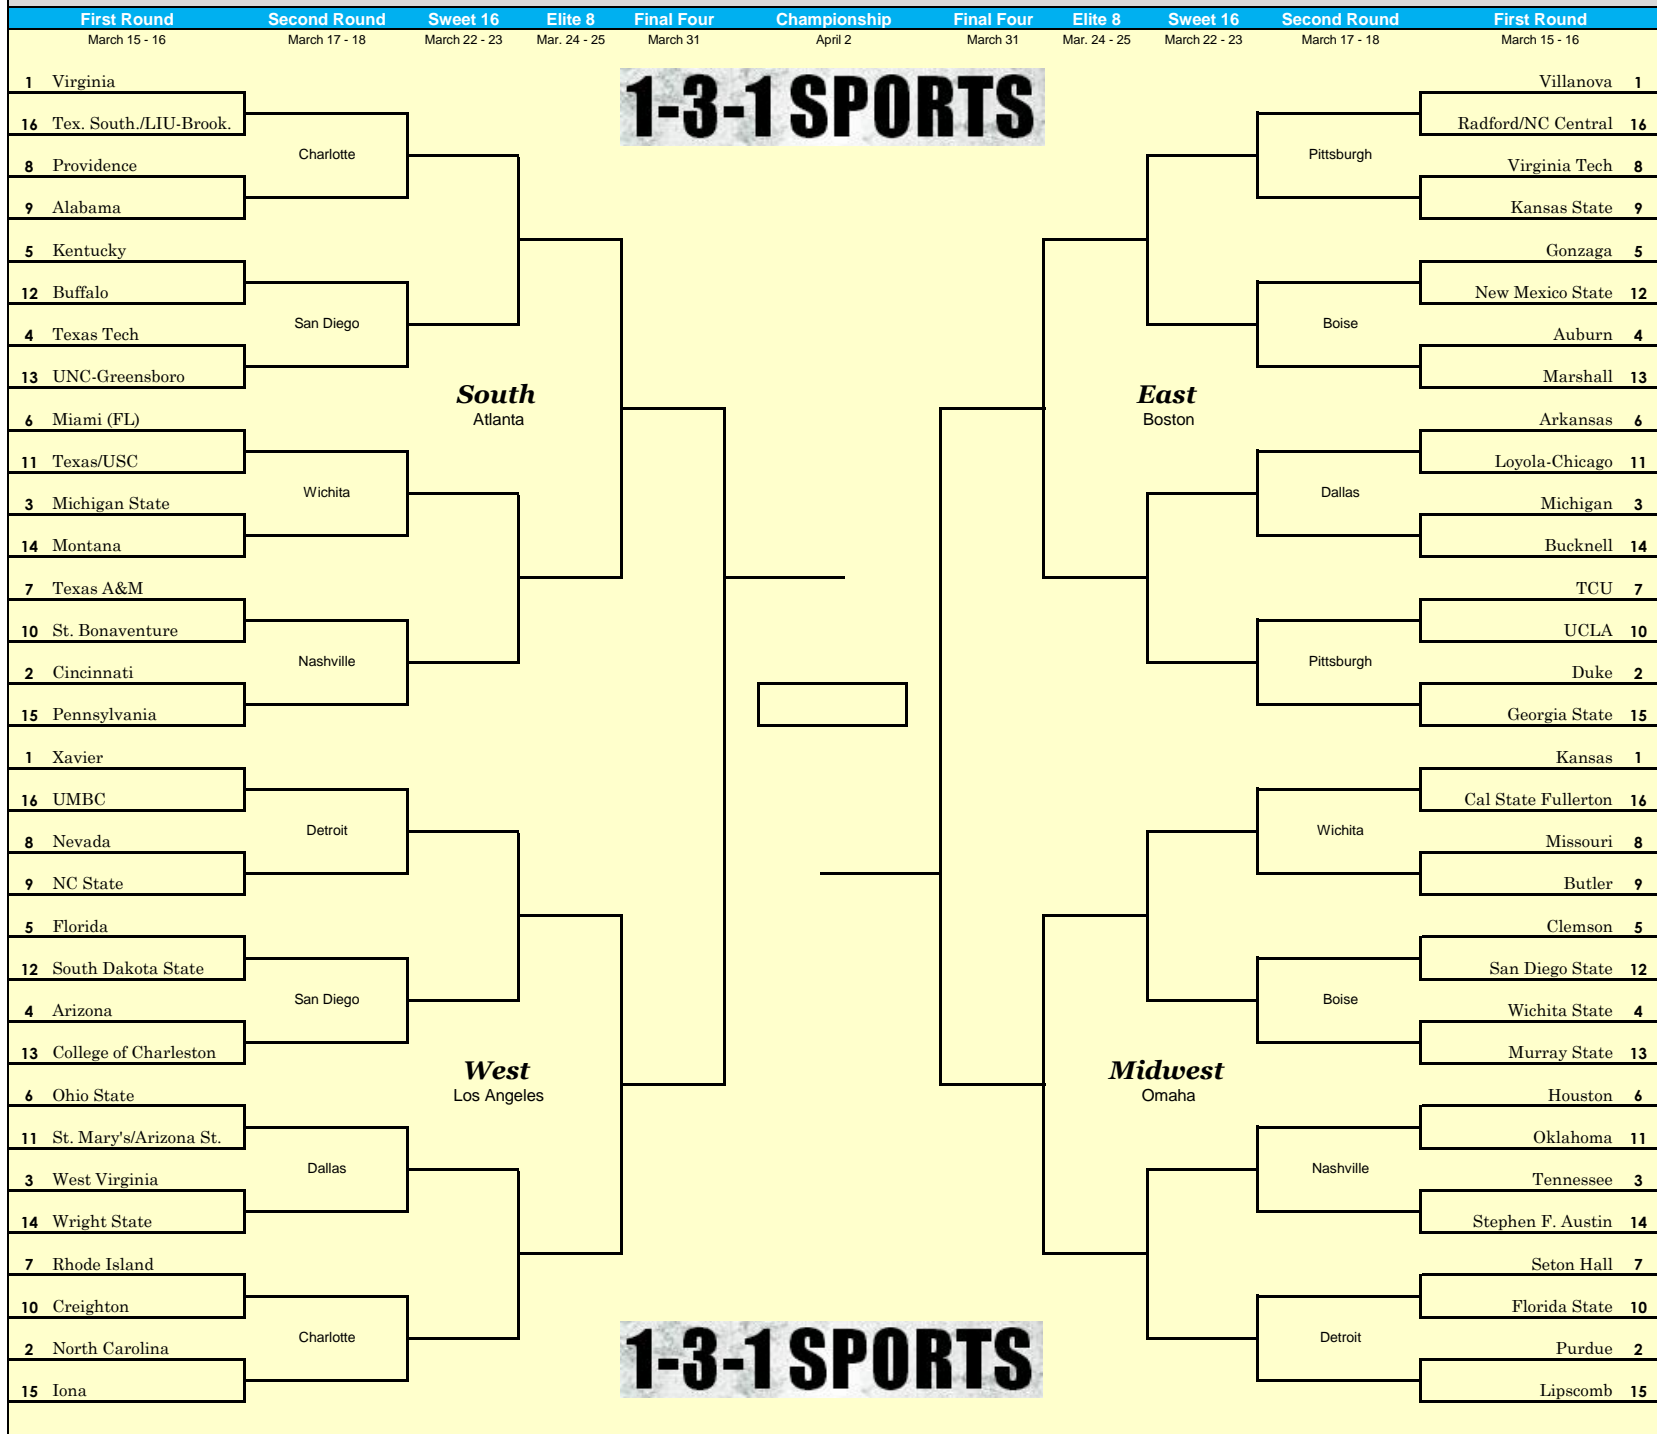 First Round Second Round Sweet 16 Elite 8 Final Four Championship Final Four Elite 8 Sweet 16 Second Round First Round
March 15 - 16 March 17 - 18 March 22 - 23 Mar. 24 - 25 March 31 April 2 March 31 Mar. 24 - 25 March 22 - 23 March 17 - 18 March 15 - 16
1-3-1 SPORTS
1 Virginia
16 Tex. South./LIU-Brook.
Charlotte
8 Providence
9 Alabama
5 Kentucky
12 Buffalo
San Diego
4 Texas Tech
13 UNC-Greensboro
South
Atlanta
6 Miami (FL)
11 Texas/USC
Wichita
3 Michigan State
14 Montana
7 Texas A&M
10 St. Bonaventure
Nashville
2 Cincinnati
15 Pennsylvania
1 Xavier
16 UMBC
Detroit
8 Nevada
9 NC State
5 Florida
12 South Dakota State
San Diego
4 Arizona
13 College of Charleston
West
Los Angeles
6 Ohio State
11 St. Mary's/Arizona St.
Dallas
3 West Virginia
14 Wright State
7 Rhode Island
10 Creighton
Charlotte
2 North Carolina
15 Iona
Villanova 1
Radford/NC Central 16
Pittsburgh
Virginia Tech 8
Kansas State 9
Gonzaga 5
New Mexico State 12
Boise
Auburn 4
Marshall 13
East
Boston
Arkansas 6
Loyola-Chicago 11
Dallas
Michigan 3
Bucknell 14
TCU 7
UCLA 10
Pittsburgh
Duke 2
Georgia State 15
Kansas 1
Cal State Fullerton 16
Wichita
Missouri 8
Butler 9
Clemson 5
San Diego State 12
Boise
Wichita State 4
Murray State 13
Midwest
Omaha
Houston 6
Oklahoma 11
Nashville
Tennessee 3
Stephen F. Austin 14
Seton Hall 7
Florida State 10
Detroit
Purdue 2
Lipscomb 15
1-3-1 SPORTS